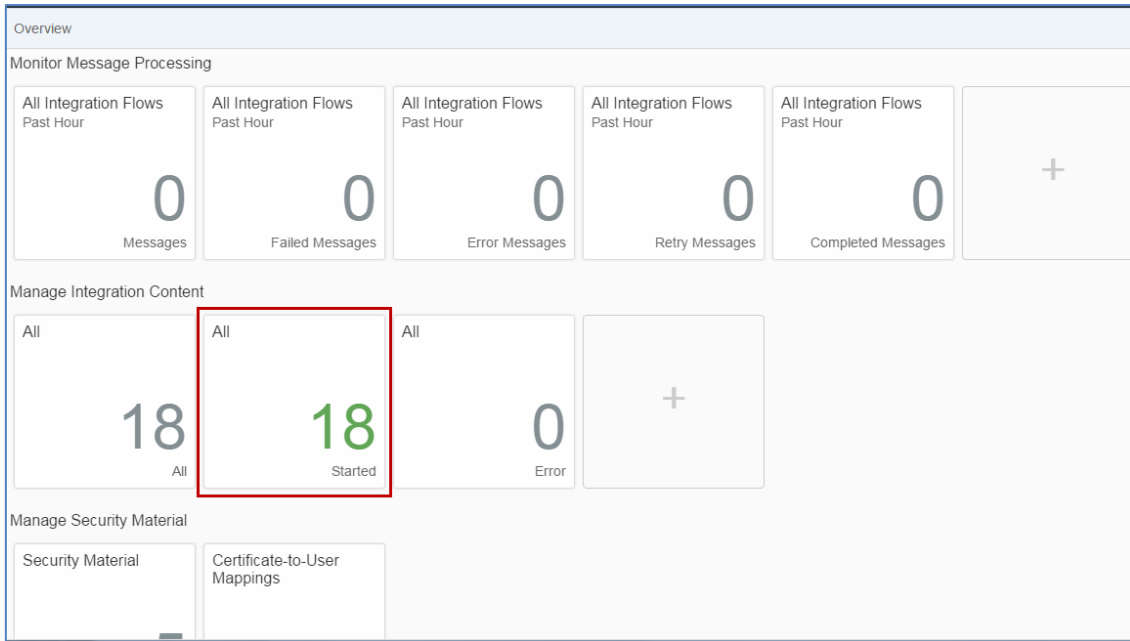 Overview
Monitor Message Processing
All Integration Flows
Past Hour
0
Messages
All Integration Flows
Past Hour
0
Failed Messages
All Integration Flows
Past Hour
0
Error Messages
All Integration Flows
Past Hour
0
Retry Messages
All Integration Flows
Past Hour
0
Completed Messages
+
Manage Integration Content
All
18
All
All
18
Started
All
0
Error
+
Manage Security Material
Security Material
Certificate-to-User
Mappings